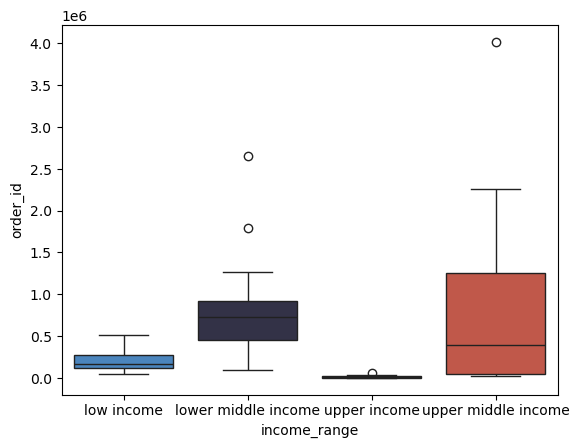 1e6
4.0
3.5
3.0
2.5
2.0
1.5
1.0
0.5
0.0
order_id
low income lower middle income upper income upper middle income
income_range